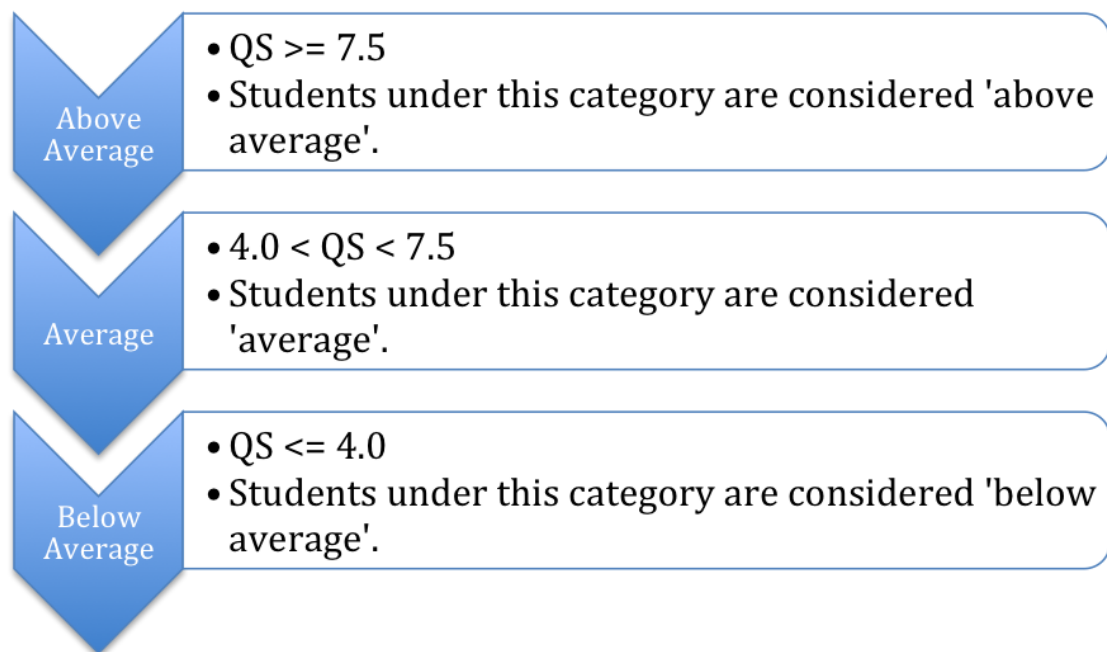 Above
Average
• QS >= 7.5
• Students under this category are considered 'above
average'.
Average
• 4.0 < QS < 7.5
• Students under this category are considered
'average'.
Below
Average
• QS <= 4.0
• Students under this category are considered 'below
average'.